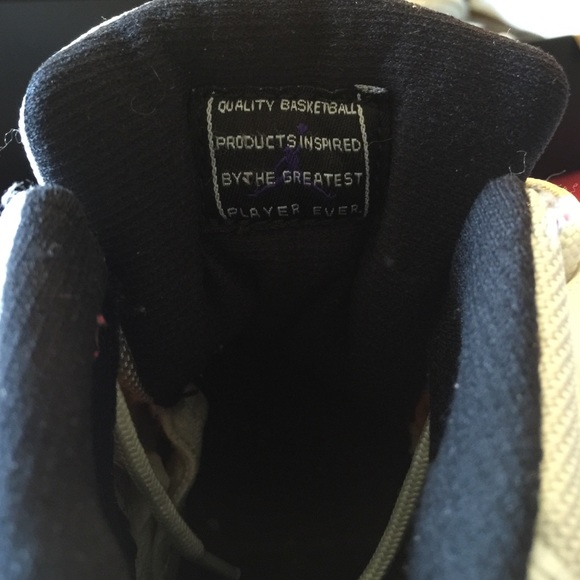 QUALITY BASKETBALL
PRODUCTS INSPIRED
BY THE GREATEST
PLAYER EVER.